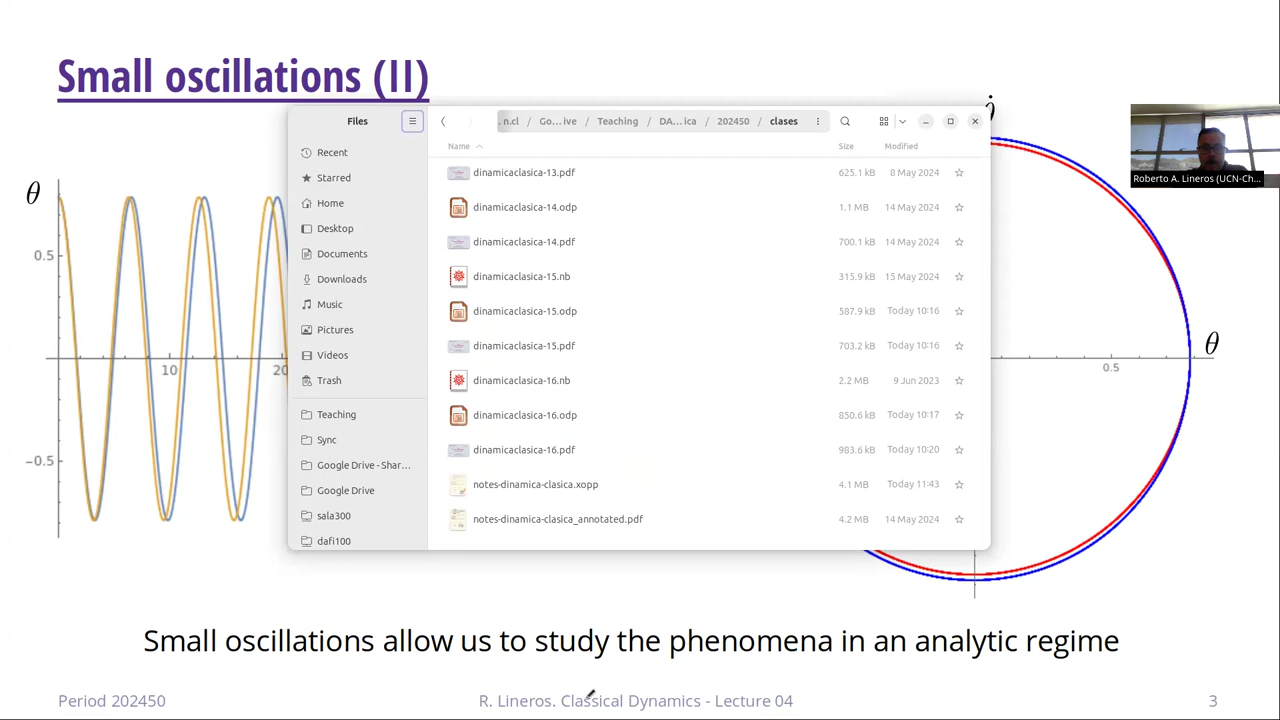 Small oscillations (II)
Files
n.cl / Go...ive / Teaching / DA...ica / 202450 / clases
Recent
Starred
Home
Desktop
Documents
Downloads
Music
Pictures
Videos
Trash
Teaching
Sync
Google Drive - Shar...
Google Drive
sala300
dafi100
Name Size Modified
dinamicaclasica-13.pdf 625.1 kB 8 May 2024
dinamicaclasica-14.odp 1.1 MB 14 May 2024
dinamicaclasica-14.pdf 700.1 kB 14 May 2024
dinamicaclasica-15.nb 315.9 kB 15 May 2024
dinamicaclasica-15.odp 587.9 kB Today 10:16
dinamicaclasica-15.pdf 703.2 kB Today 10:16
dinamicaclasica-16.nb 2.2 MB 9 Jun 2023
dinamicaclasica-16.odp 850.6 kB Today 10:17
dinamicaclasica-16.pdf 983.6 kB Today 10:20
notes-dinamica-clasica.xopp 4.1 MB Today 11:43
notes-dinamica-clasica_annotated.pdf 4.2 MB 14 May 2024
Roberto A. Lineros (UCN-Ch...
θ
0.5
10
20
−0.5
θ̇
θ
0.5
Small oscillations allow us to study the phenomena in an analytic regime
Period 202450
R. Lineros. Classical Dynamics - Lecture 04
3